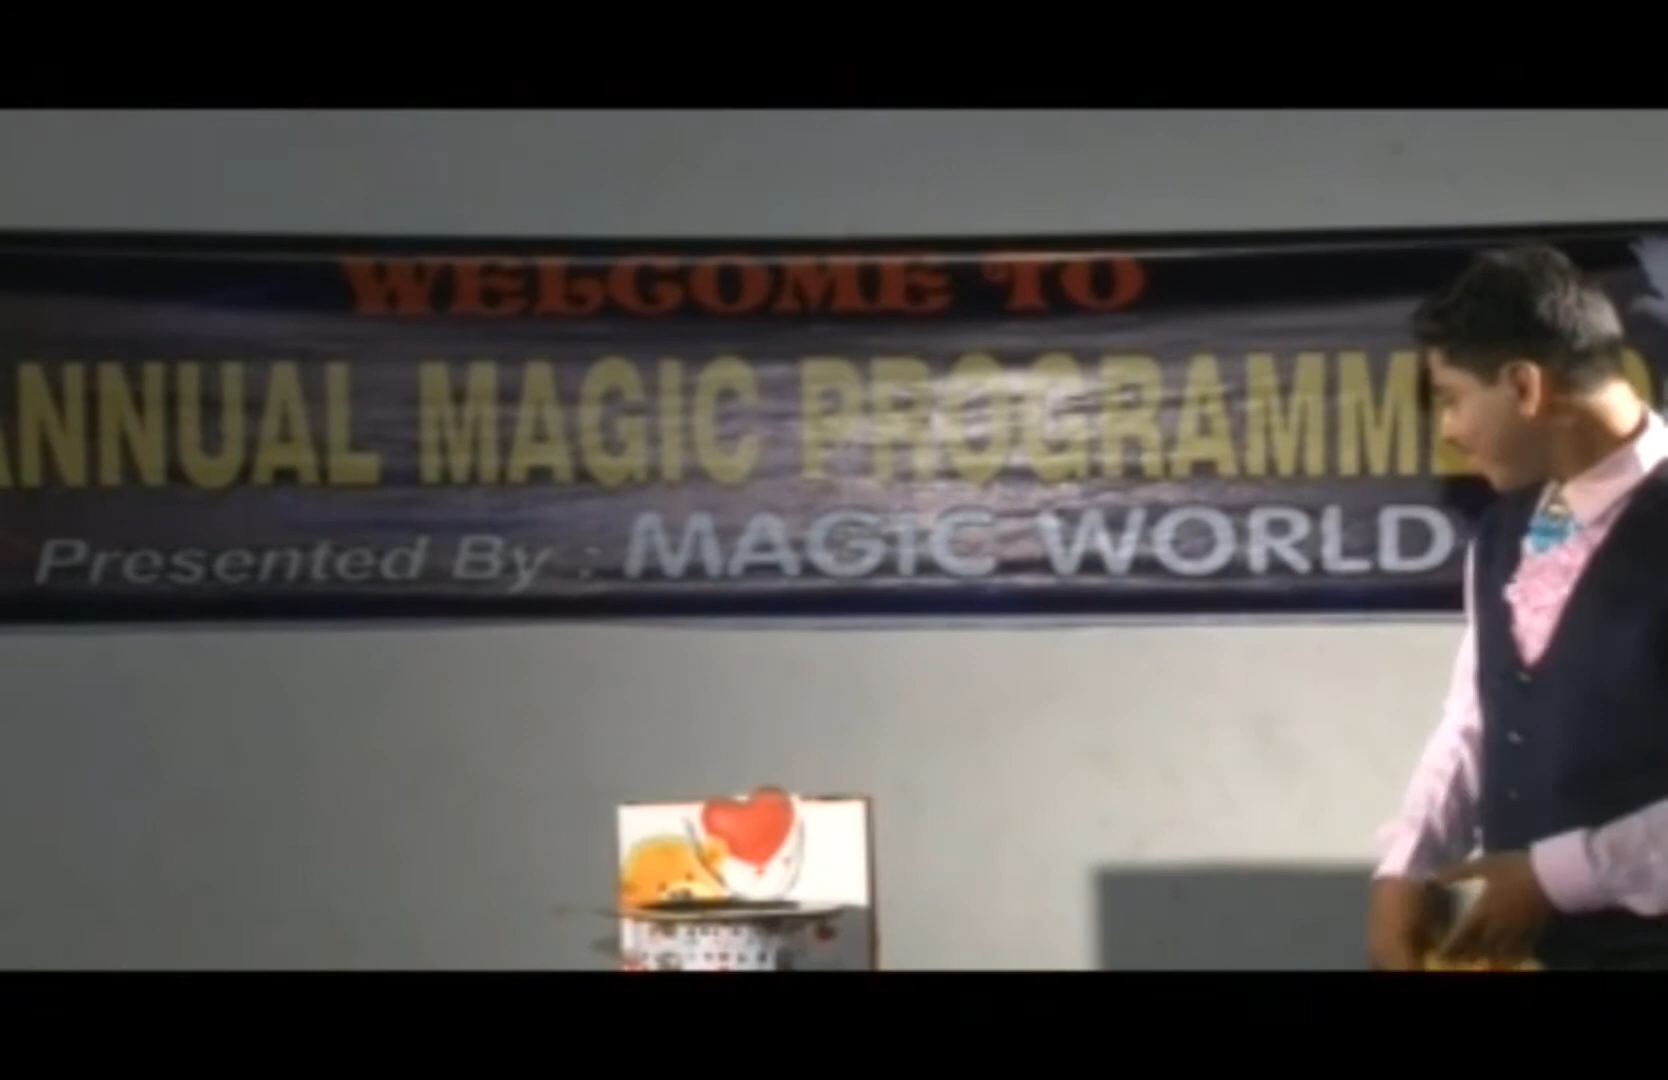 WELCOME TO
ANNUAL MAGIC PROGRAMME
Presented By : MAGIC WORLD